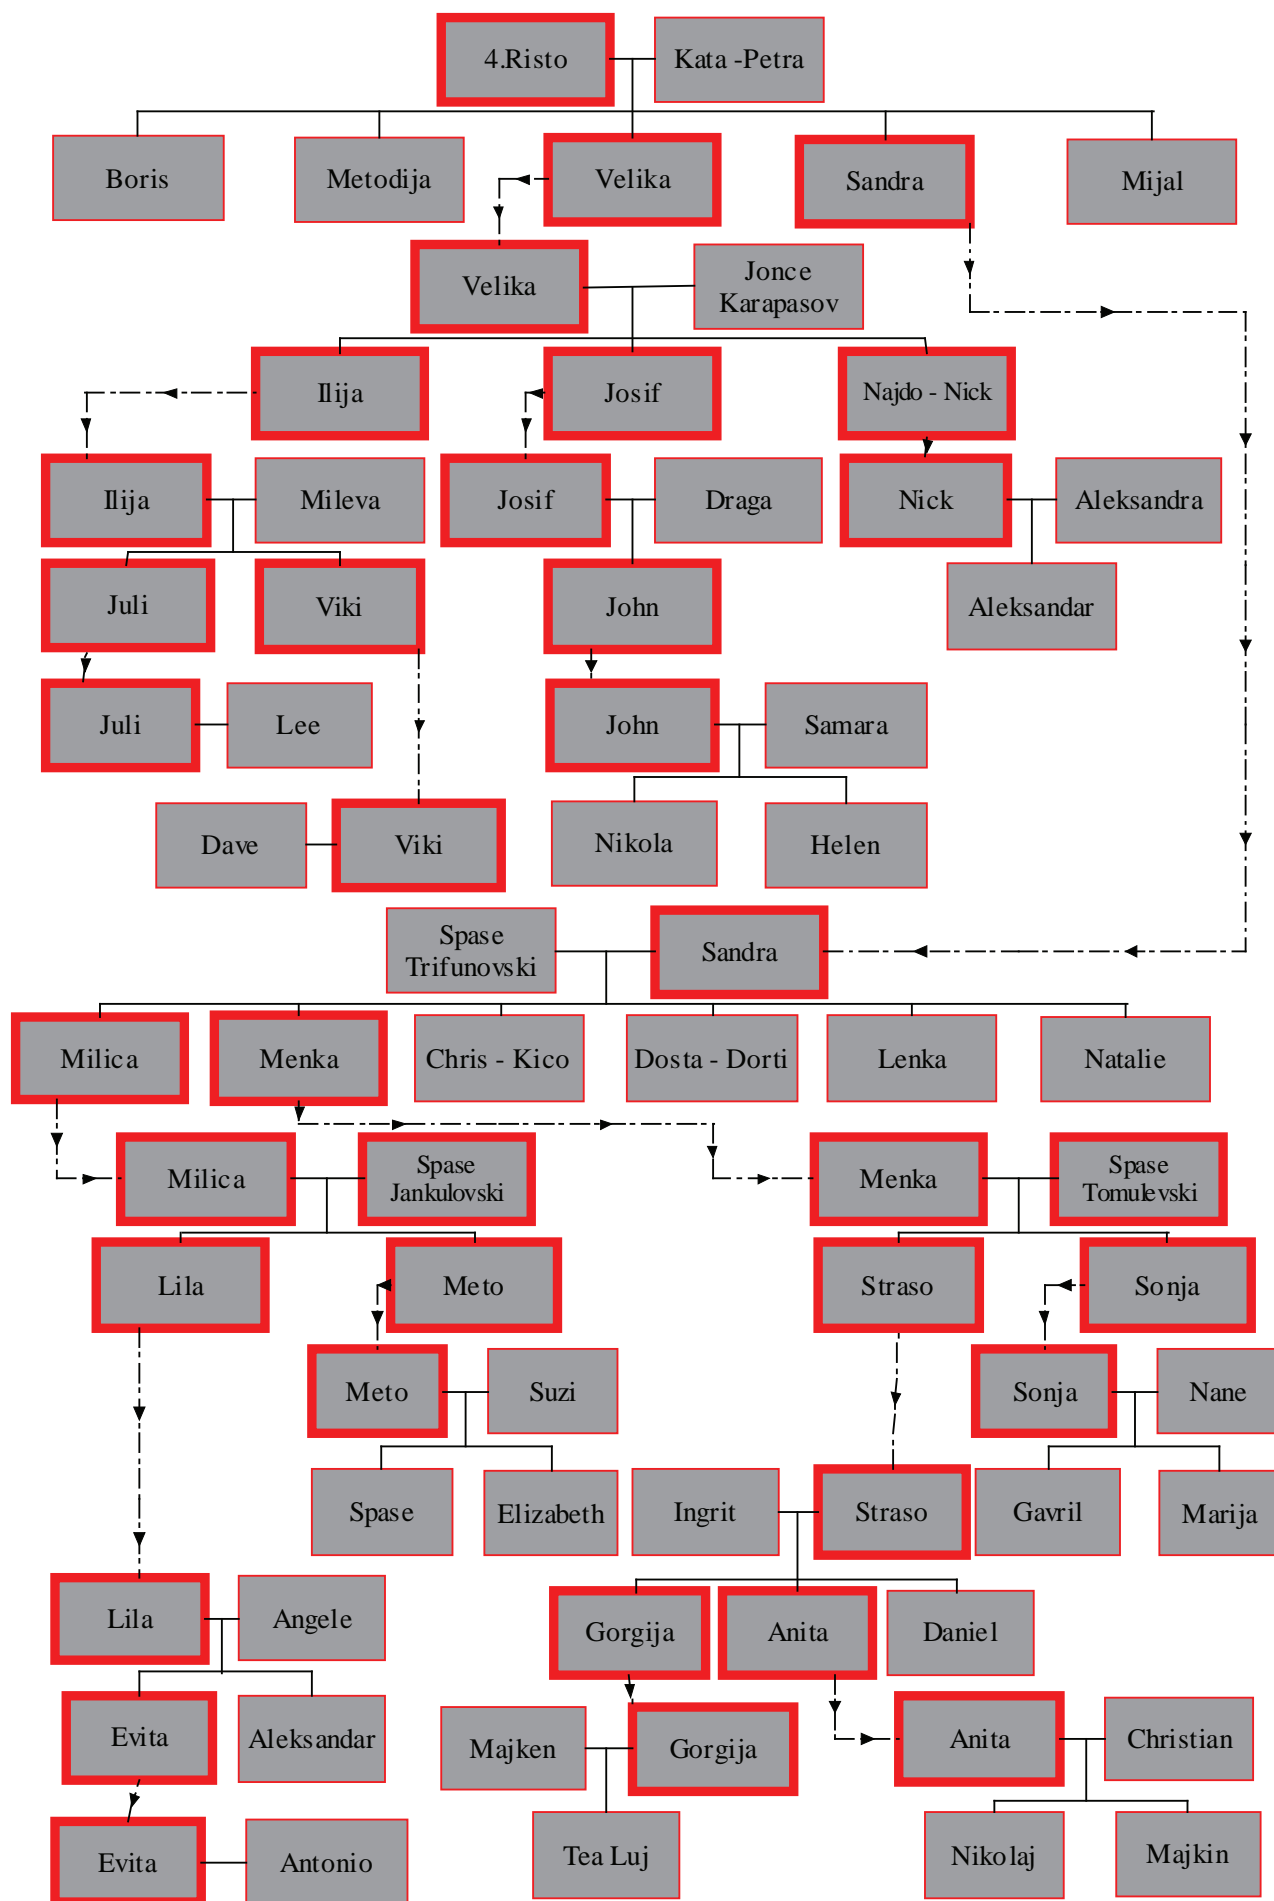 4.Risto
Kata -Petra
Boris
Metodija
Velika
Sandra
Mijal
Velika
Jonce
Karapasov
Ilija
Josif
Najdo - Nick
Ilija
Mileva
Josif
Draga
Nick
Aleksandra
Juli
Viki
John
Aleksandar
Juli
Lee
John
Samara
Dave
Viki
Nikola
Helen
Spase
Trifunovski
Sandra
Milica
Menka
Chris - Kico
Dosta - Dorti
Lenka
Natalie
Milica
Spase
Jankulovski
Menka
Spase
Tomulevski
Lila
Meto
Straso
Sonja
Meto
Suzi
Sonja
Nane
Spase
Elizabeth
Ingrit
Straso
Gavril
Marija
Lila
Angele
Gorgija
Anita
Daniel
Evita
Aleksandar
Majken
Gorgija
Anita
Christian
Evita
Antonio
Tea Luj
Nikolaj
Majkin